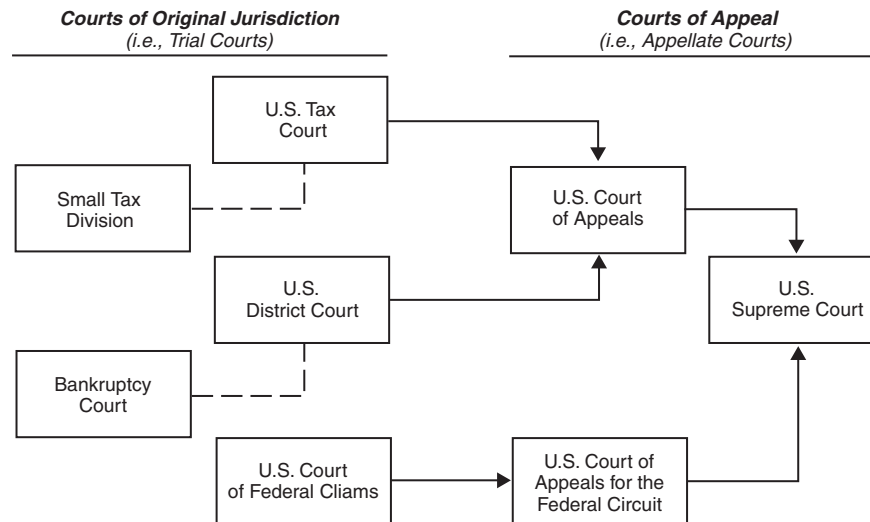 Courts of Original Jurisdiction
(i.e., Trial Courts)
Courts of Appeal
(i.e., Appellate Courts)
U.S. Tax
Court
Small Tax
Division
U.S. Court
of Appeals
U.S.
District Court
U.S.
Supreme Court
Bankruptcy
Court
U.S. Court
of Federal Cliams
U.S. Court of
Appeals for the
Federal Circuit